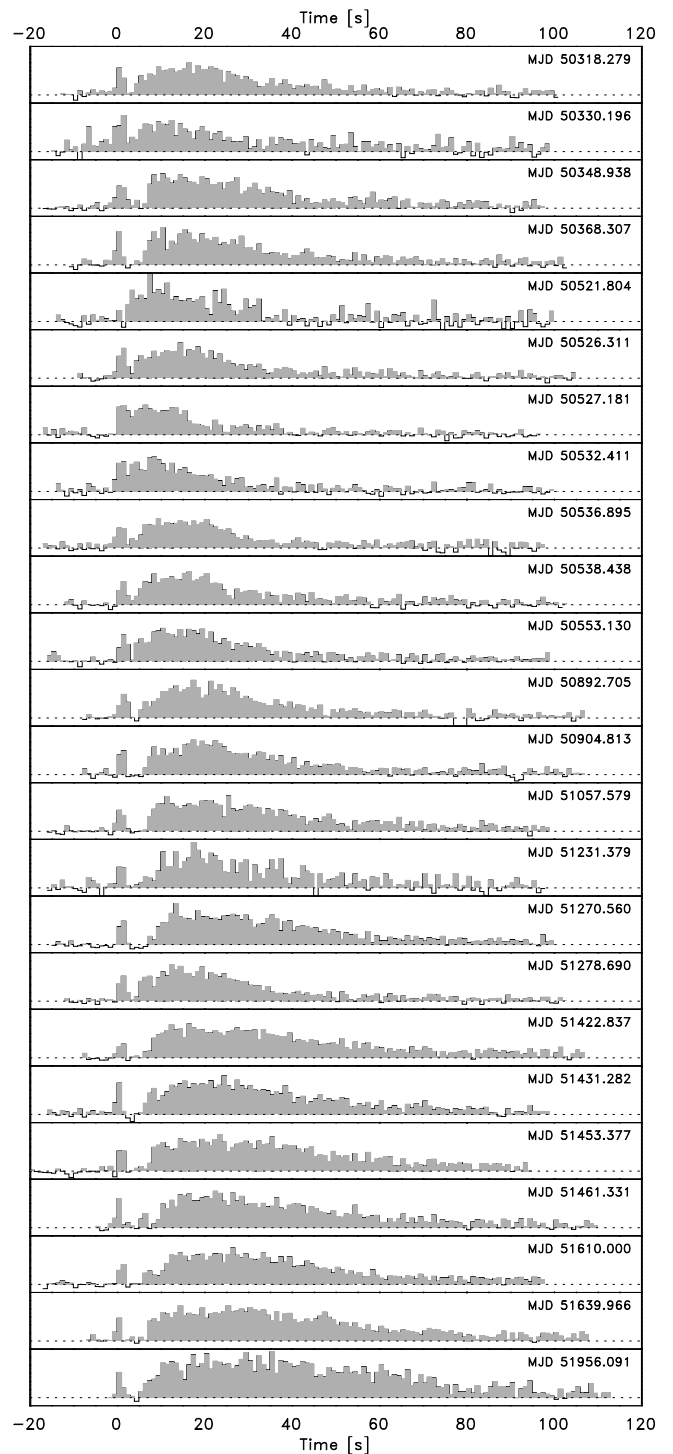 Time [s]
−20 0 20 40 60 80 100 120
MJD 50318.279
MJD 50330.196
MJD 50348.938
MJD 50368.307
MJD 50521.804
MJD 50526.311
MJD 50527.181
MJD 50532.411
MJD 50536.895
MJD 50538.438
MJD 50553.130
MJD 50892.705
MJD 50904.813
MJD 51057.579
MJD 51231.379
MJD 51270.560
MJD 51278.690
MJD 51422.837
MJD 51431.282
MJD 51453.377
MJD 51461.331
MJD 51610.000
MJD 51639.966
MJD 51956.091
−20 0 20 40 60 80 100 120
Time [s]